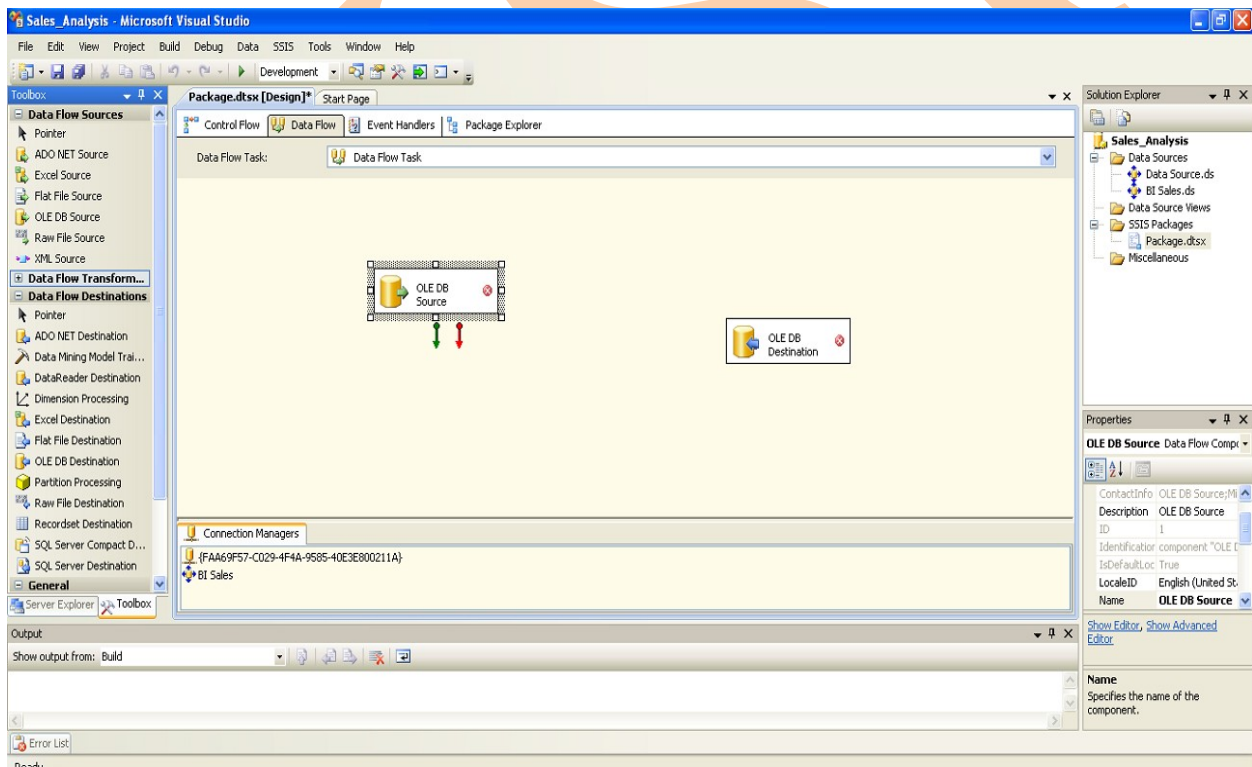 Sales_Analysis - Microsoft Visual Studio
File Edit View Project Build Debug Data SSIS Tools Window Help
Development
Toolbox
Data Flow Sources
Pointer
ADO NET Source
Excel Source
Flat File Source
OLE DB Source
Raw File Source
XML Source
Data Flow Transform...
Data Flow Destinations
Pointer
ADO NET Destination
Data Mining Model Trai...
DataReader Destination
Dimension Processing
Excel Destination
Flat File Destination
OLE DB Destination
Partition Processing
Raw File Destination
Recordset Destination
SQL Server Compact D...
SQL Server Destination
General
Server Explorer Toolbox
Package.dtsx [Design]* Start Page
Control Flow Data Flow Event Handlers Package Explorer
Data Flow Task: Data Flow Task
OLE DB
Source
OLE DB
Destination
Connection Managers
{FAA69F57-C029-4F4A-9585-40E3E800211A}
BI Sales
Solution Explorer
Sales_Analysis
Data Sources
Data Source.ds
BI Sales.ds
Data Source Views
SSIS Packages
Package.dtsx
Miscellaneous
Properties
OLE DB Source Data Flow Compc
ContactInfo OLE DB Source;Mi
Description OLE DB Source
ID 1
Identification component "OLE D
IsDefaultLoc True
LocaleID English (United St
Name OLE DB Source
Show Editor, Show Advanced
Editor
Name
Specifies the name of the
component.
Output
Show output from: Build
Error List
Ready